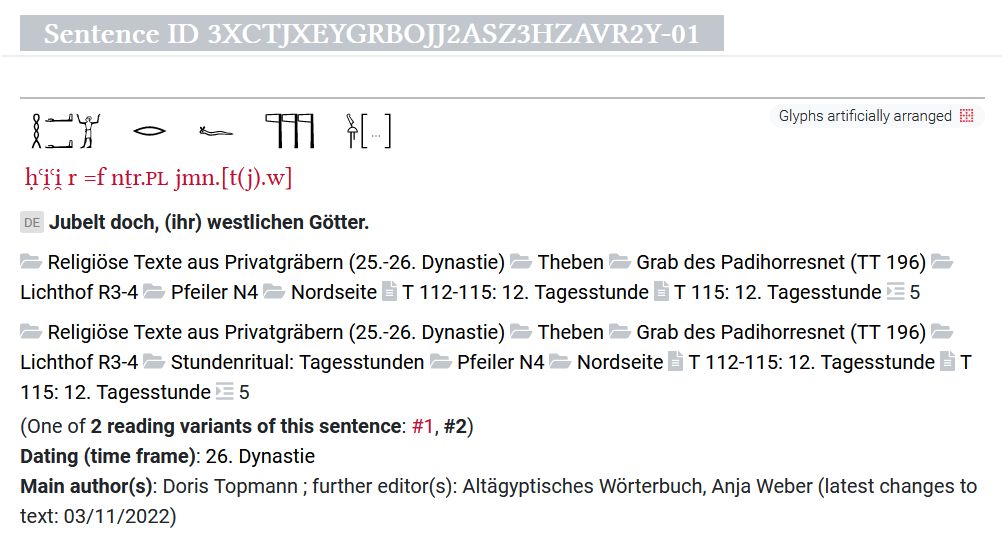 Sentence ID 3XCTJXEYGRBOJJ2ASZ3HZAVR2Y-01
𓎛𓂝𓂝𓀠 𓂋 𓆑 𓊹𓊹𓊹 𓋀[...]
Glyphs artificially arranged
ḥꜥi̯ꜥi̯ r =f nṯr.PL jmn.[t(j).w]
DE Jubelt doch, (ihr) westlichen Götter.
Religiöse Texte aus Privatgräbern (25.-26. Dynastie) Theben Grab des Padihorresnet (TT 196)
Lichthof R3-4 Pfeiler N4 Nordseite T 112-115: 12. Tagesstunde T 115: 12. Tagesstunde 5
Religiöse Texte aus Privatgräbern (25.-26. Dynastie) Theben Grab des Padihorresnet (TT 196)
Lichthof R3-4 Stundenritual: Tagesstunden Pfeiler N4 Nordseite T 112-115: 12. Tagesstunde T
115: 12. Tagesstunde 5
(One of 2 reading variants of this sentence: #1, #2)
Dating (time frame): 26. Dynastie
Main author(s): Doris Topmann ; further editor(s): Altägyptisches Wörterbuch, Anja Weber (latest changes to
text: 03/11/2022)